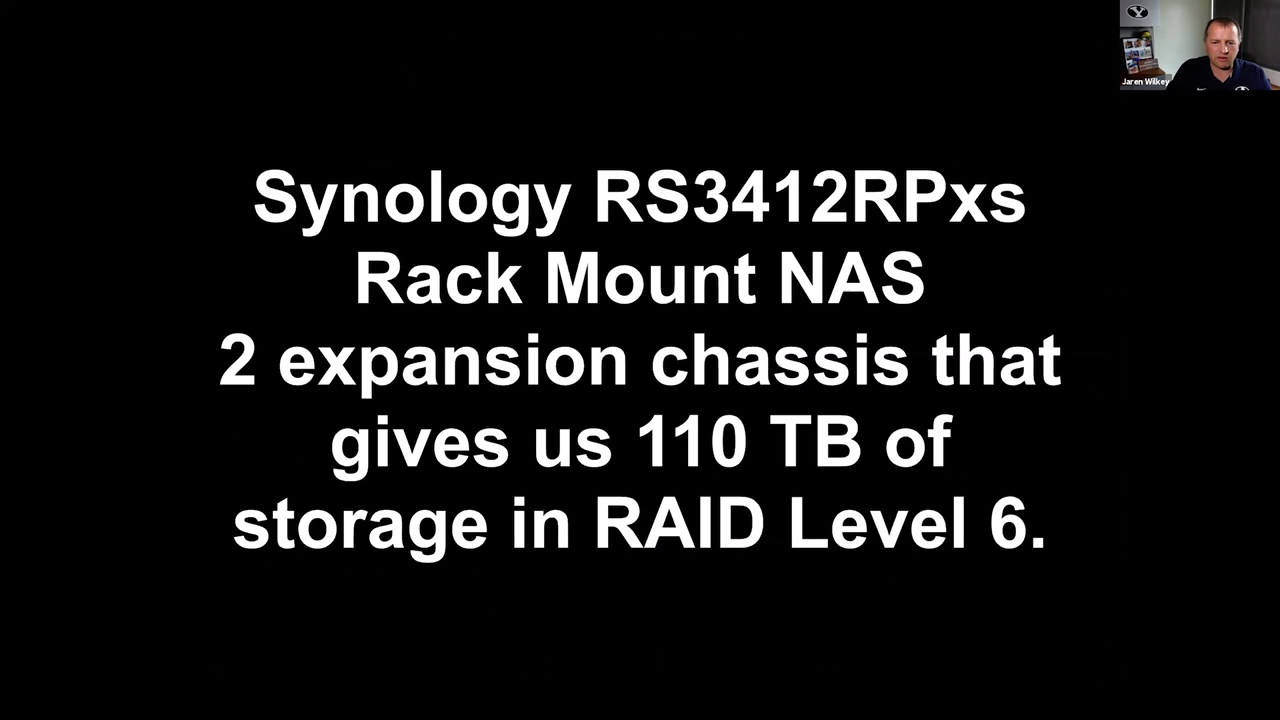 Synology RS3412RPxs
Rack Mount NAS
2 expansion chassis that
gives us 110 TB of
storage in RAID Level 6.
Y
Jaren Wilkey